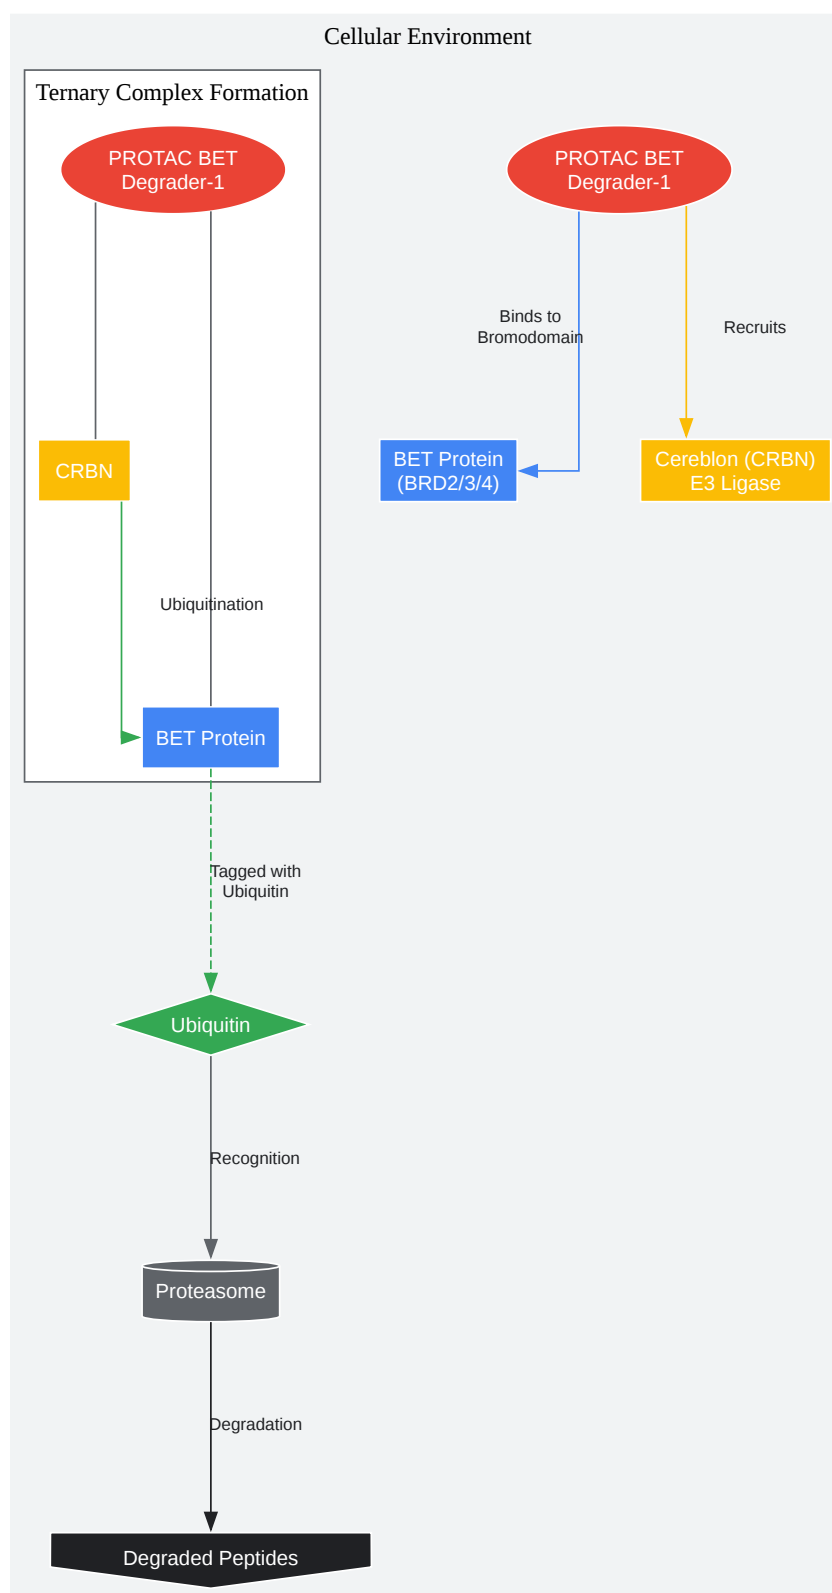 Cellular Environment
Ternary Complex Formation
PROTAC BET
Degrader-1
PROTAC BET
Degrader-1
Binds to
Bromodomain
Recruits
CRBN
BET Protein
(BRD2/3/4)
Cereblon (CRBN)
E3 Ligase
Ubiquitination
BET Protein
Tagged with
Ubiquitin
Ubiquitin
Recognition
Proteasome
Degradation
Degraded Peptides